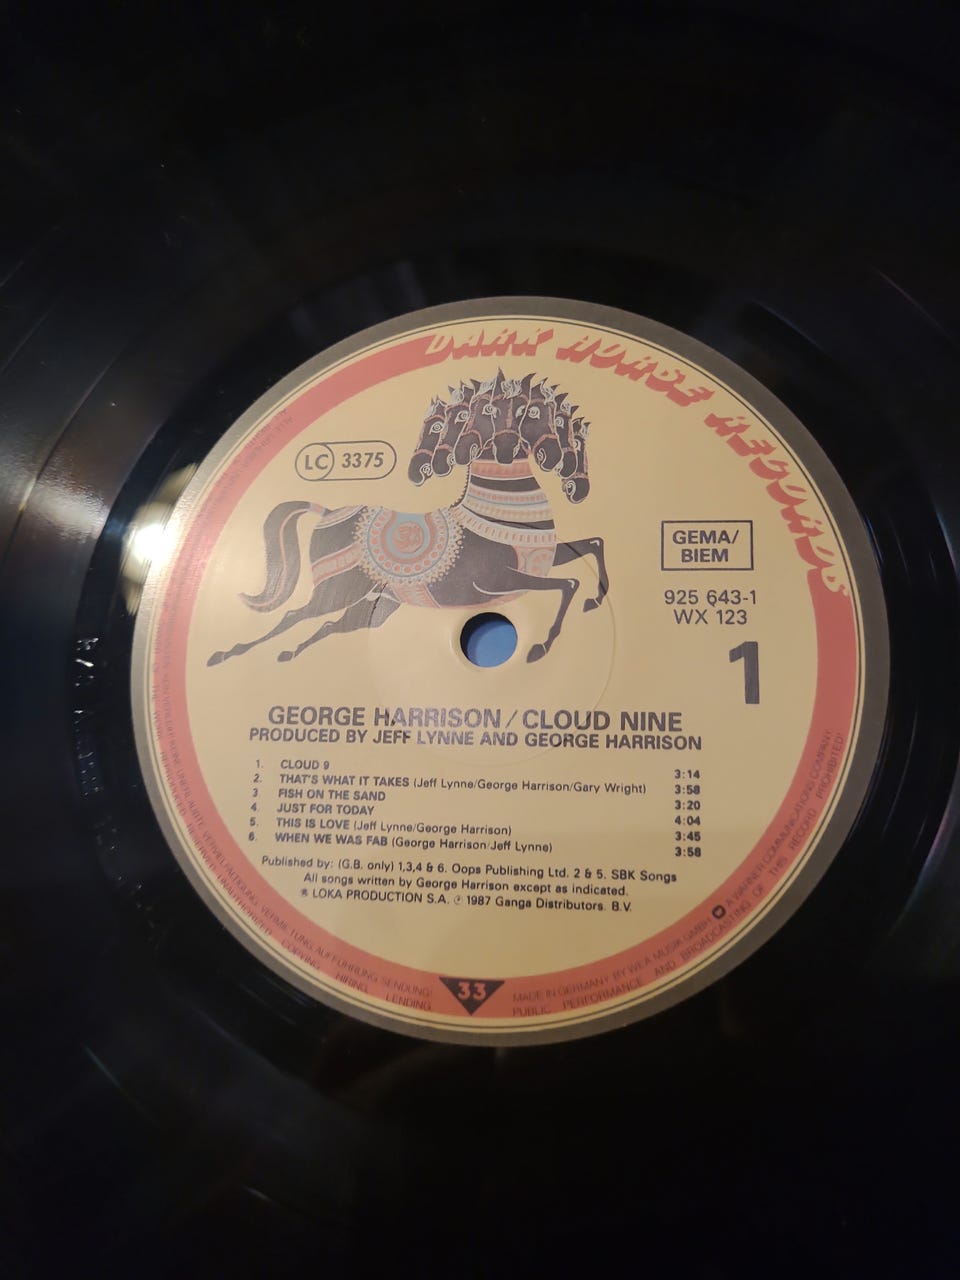 DARK HORSE RECORDS
LC 3375
GEMA/
BIEM
925 643-1
WX 123
1
GEORGE HARRISON / CLOUD NINE
PRODUCED BY JEFF LYNNE AND GEORGE HARRISON
1. CLOUD 9 3:14
2. THAT'S WHAT IT TAKES (Jeff Lynne/George Harrison/Gary Wright) 3:58
3. FISH ON THE SAND 3:20
4. JUST FOR TODAY 4:04
5. THIS IS LOVE (Jeff Lynne/George Harrison) 3:45
6. WHEN WE WAS FAB (George Harrison/Jeff Lynne) 3:58
Published by: (G.B. only) 1,3,4 & 6. Oops Publishing Ltd. 2 & 5. SBK Songs
All songs written by George Harrison except as indicated.
* LOKA PRODUCTION S.A. ℗ 1987 Ganga Distributors. B.V.
33
VERVIELFÄLTIGUNG, VERMIETUNG, AUFFÜHRUNG, SENDUNG!
UNAUTHORIZED COPYING HIRING LENDING
MADE IN GERMANY BY WEA MUSIK GMBH A WARNER COMMUNICATIONS COMPANY
PUBLIC PERFORMANCE AND BROADCASTING OF THIS RECORD PROHIBITED!